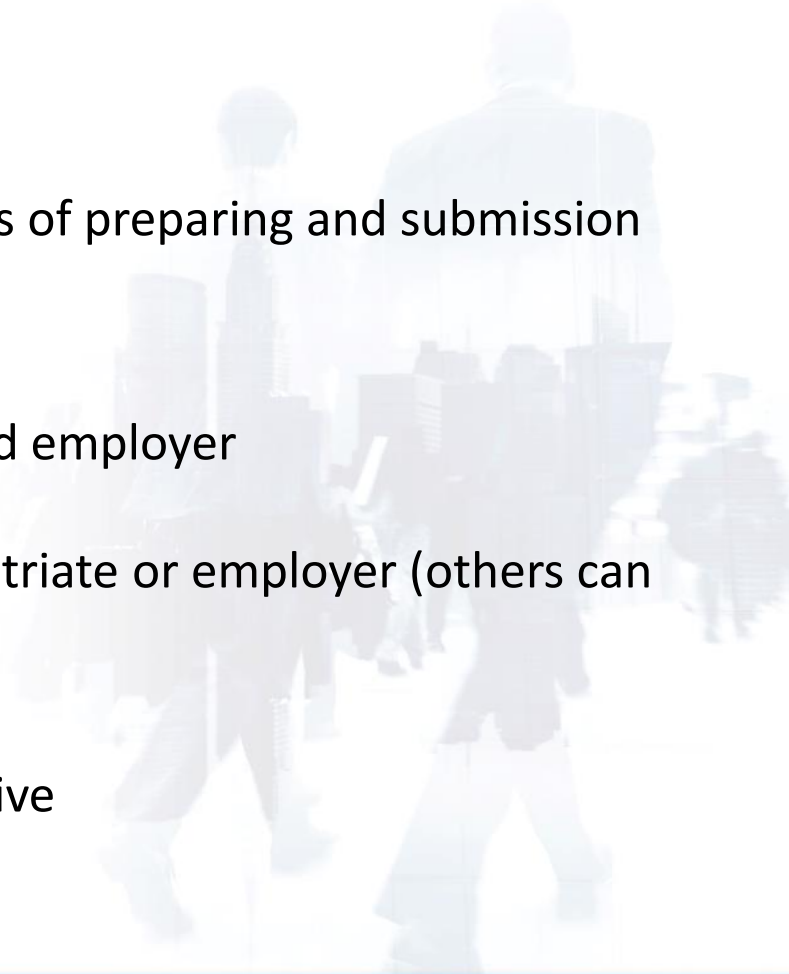 s of preparing and submission
d employer
triate or employer (others can
ive